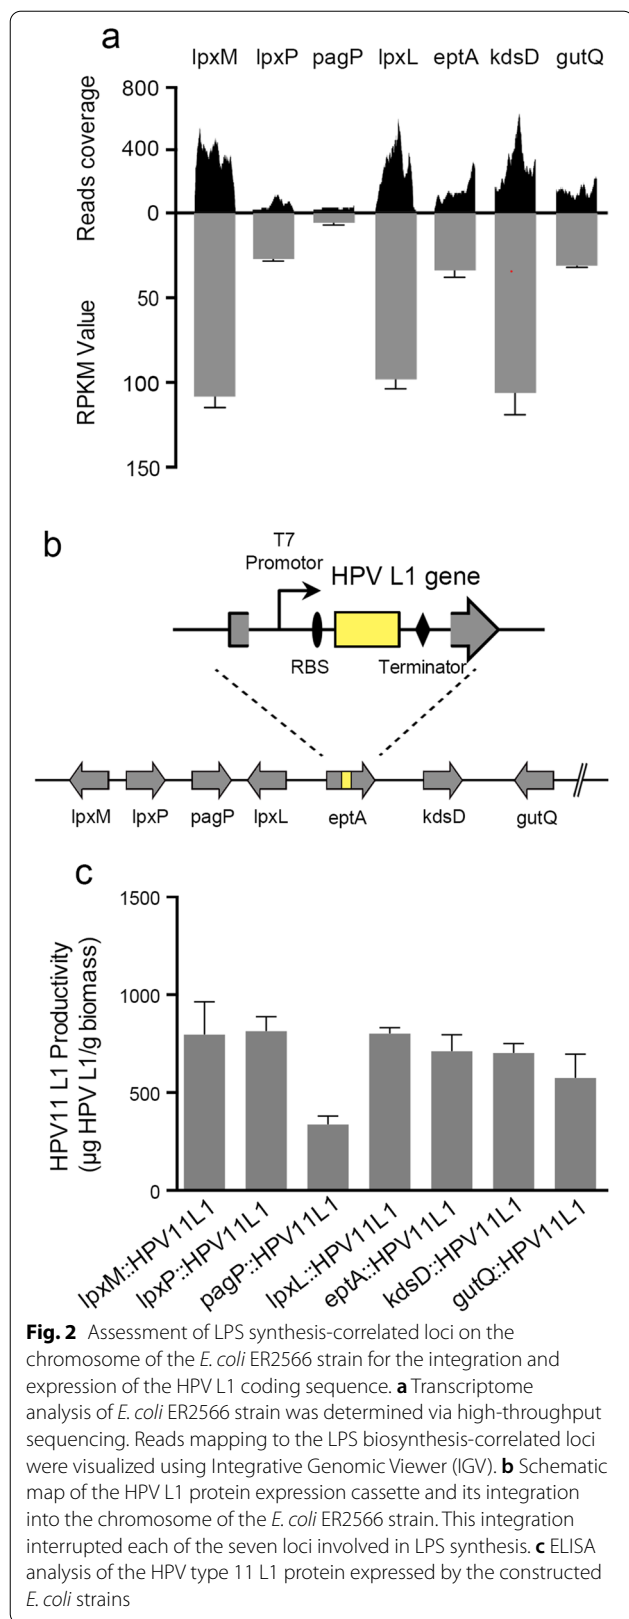 a
lpxM lpxP pagP lpxL eptA kdsD gutQ
800
400
0
50
100
150
Reads coverage
RPKM Value
b
T7
Promotor
HPV L1 gene
RBS
Terminator
lpxM lpxP pagP lpxL eptA kdsD gutQ
c
1500
1000
500
0
HPV11 L1 Productivity
(µg HPV L1/g biomass)
lpxM::HPV11L1
lpxP::HPV11L1
pagP::HPV11L1
lpxL::HPV11L1
eptA::HPV11L1
kdsD::HPV11L1
gutQ::HPV11L1
Fig. 2 Assessment of LPS synthesis-correlated loci on the
chromosome of the E. coli ER2566 strain for the integration and
expression of the HPV L1 coding sequence. a Transcriptome
analysis of E. coli ER2566 strain was determined via high-throughput
sequencing. Reads mapping to the LPS biosynthesis-correlated loci
were visualized using Integrative Genomic Viewer (IGV). b Schematic
map of the HPV L1 protein expression cassette and its integration
into the chromosome of the E. coli ER2566 strain. This integration
interrupted each of the seven loci involved in LPS synthesis. c ELISA
analysis of the HPV type 11 L1 protein expressed by the constructed
E. coli strains